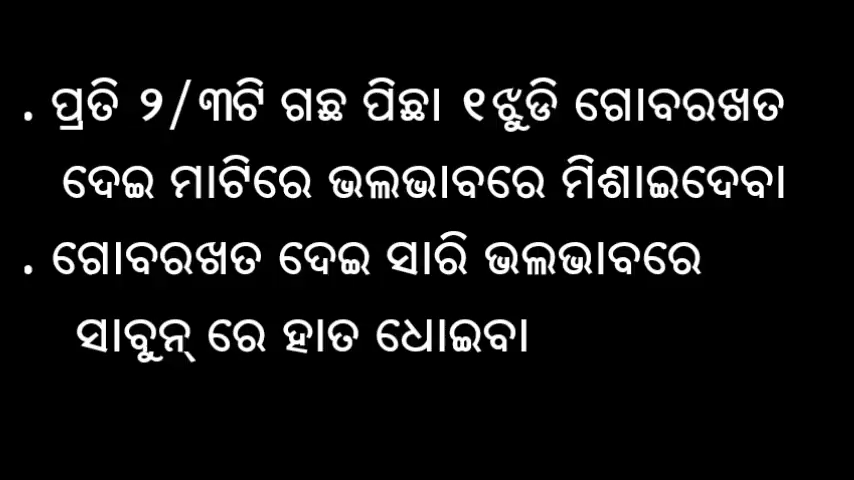 . ପ୍ରତି ୨/୩ଟି ଗଛ ପିଛା ୧ଝୁଡି ଗୋବରଖତ
ଦେଇ ମାଟିରେ ଭଲଭାବରେ ମିଶାଇଦେବା
. ଗୋବରଖତ ଦେଇ ସାରି ଭଲଭାବରେ
ସାବୁନ୍ ରେ ହାତ ଧୋଇବା